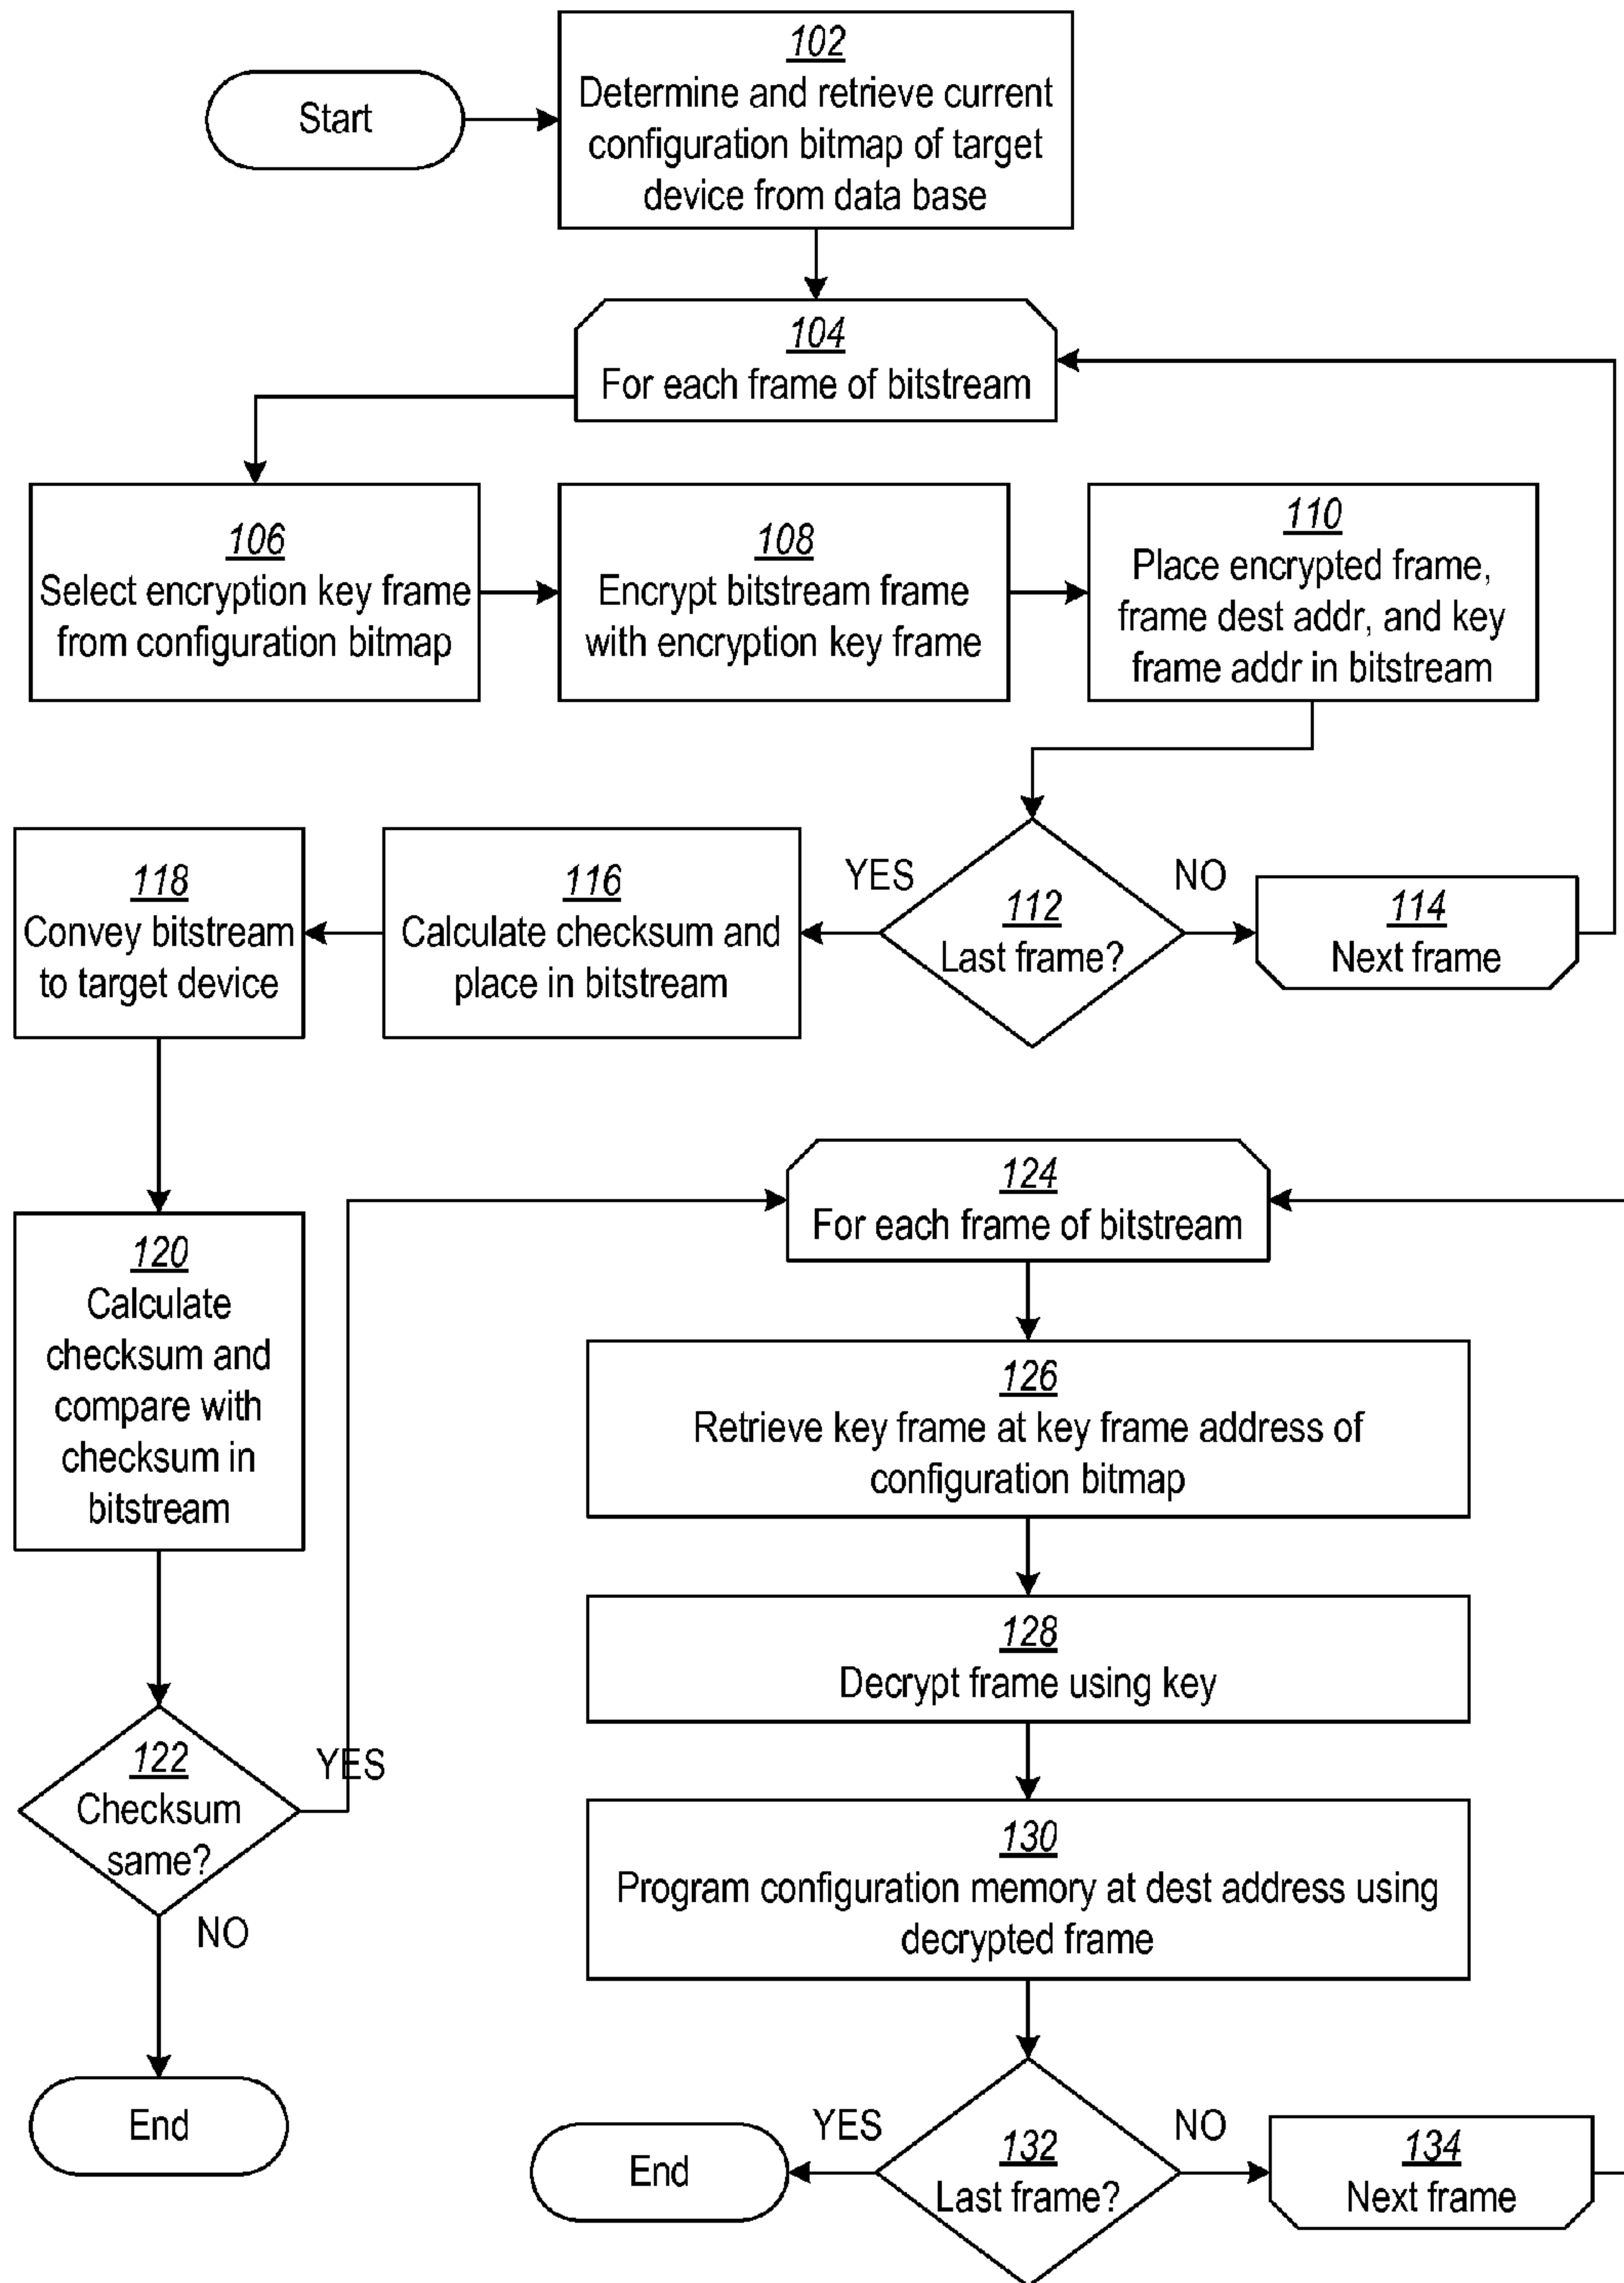 Start
102
Determine and retrieve current
configuration bitmap of target
device from data base
104
For each frame of bitstream
106
Select encryption key frame
from configuration bitmap
108
Encrypt bitstream frame
with encryption key frame
110
Place encrypted frame,
frame dest addr, and key
frame addr in bitstream
112
Last frame?
YES
NO
114
Next frame
116
Calculate checksum and
place in bitstream
118
Convey bitstream
to target device
120
Calculate
checksum and
compare with
checksum in
bitstream
122
Checksum
same?
YES
NO
End
124
For each frame of bitstream
126
Retrieve key frame at key frame address of
configuration bitmap
128
Decrypt frame using key
130
Program configuration memory at dest address using
decrypted frame
132
Last frame?
YES
NO
End
134
Next frame